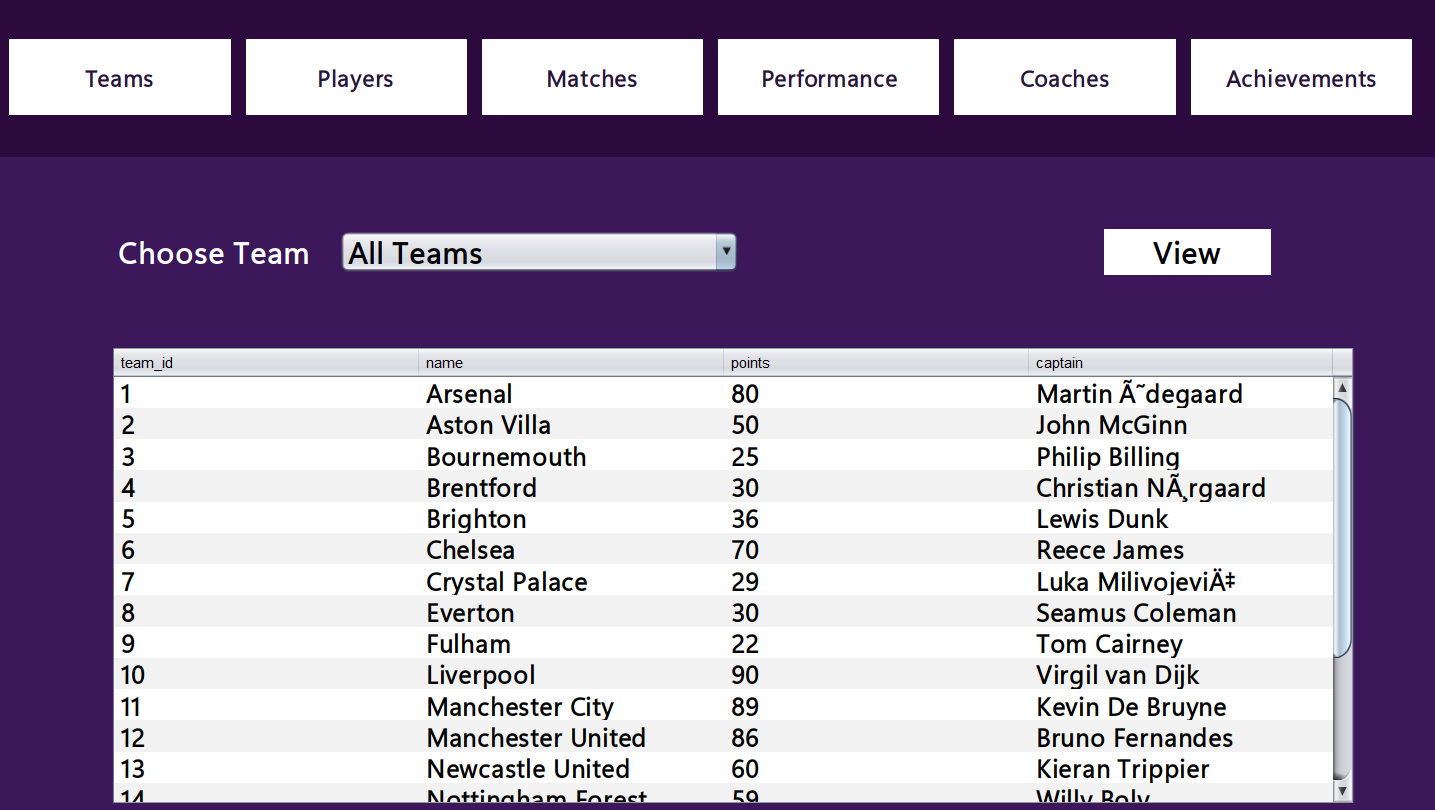 Teams Players Matches Performance Coaches Achievements
Choose Team All Teams View
team_id name points captain
1 Arsenal 80 Martin Ã˜degaard
2 Aston Villa 50 John McGinn
3 Bournemouth 25 Philip Billing
4 Brentford 30 Christian NÃ¸rgaard
5 Brighton 36 Lewis Dunk
6 Chelsea 70 Reece James
7 Crystal Palace 29 Luka MilivojeviÄ‡
8 Everton 30 Seamus Coleman
9 Fulham 22 Tom Cairney
10 Liverpool 90 Virgil van Dijk
11 Manchester City 89 Kevin De Bruyne
12 Manchester United 86 Bruno Fernandes
13 Newcastle United 60 Kieran Trippier
14 Nottingham Forest 59 Willy Boly